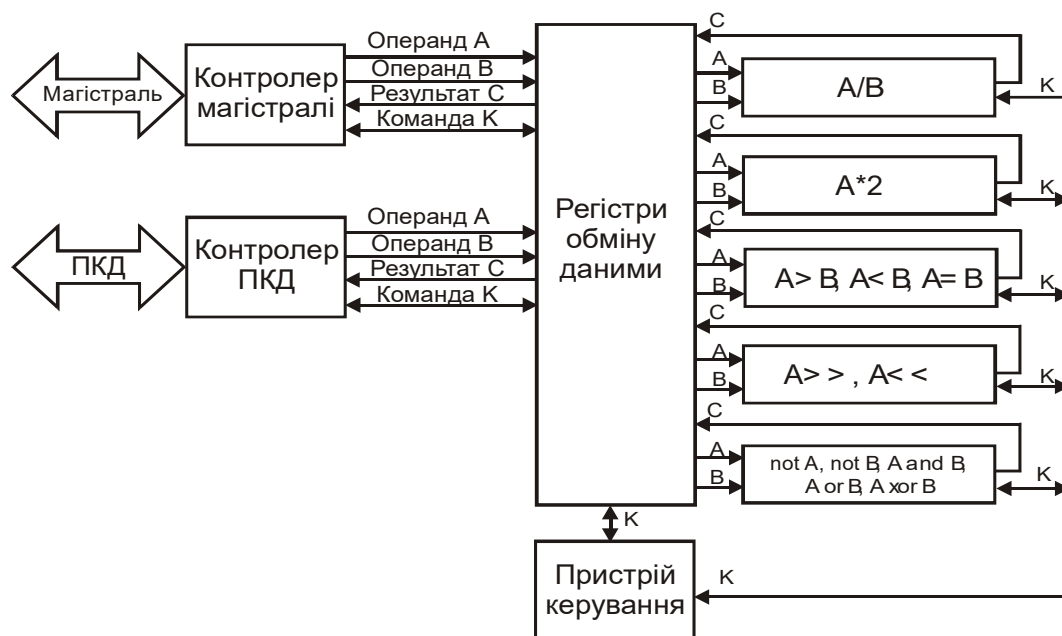 Магістраль
Контролер
магістралі
Операнд А
Операнд В
Результат С
Команда К
ПКД
Контролер
ПКД
Операнд А
Операнд В
Результат С
Команда К
Регістри
обміну
даними
К
Пристрій
керування
К
С
А
В
А/В
К
С
А
В
А*2
К
С
А
В
A> B, A< B, A= B
К
С
А
В
A> > , A< <
К
С
А
В
not A, not B, A and B,
A or B, A xor B
К